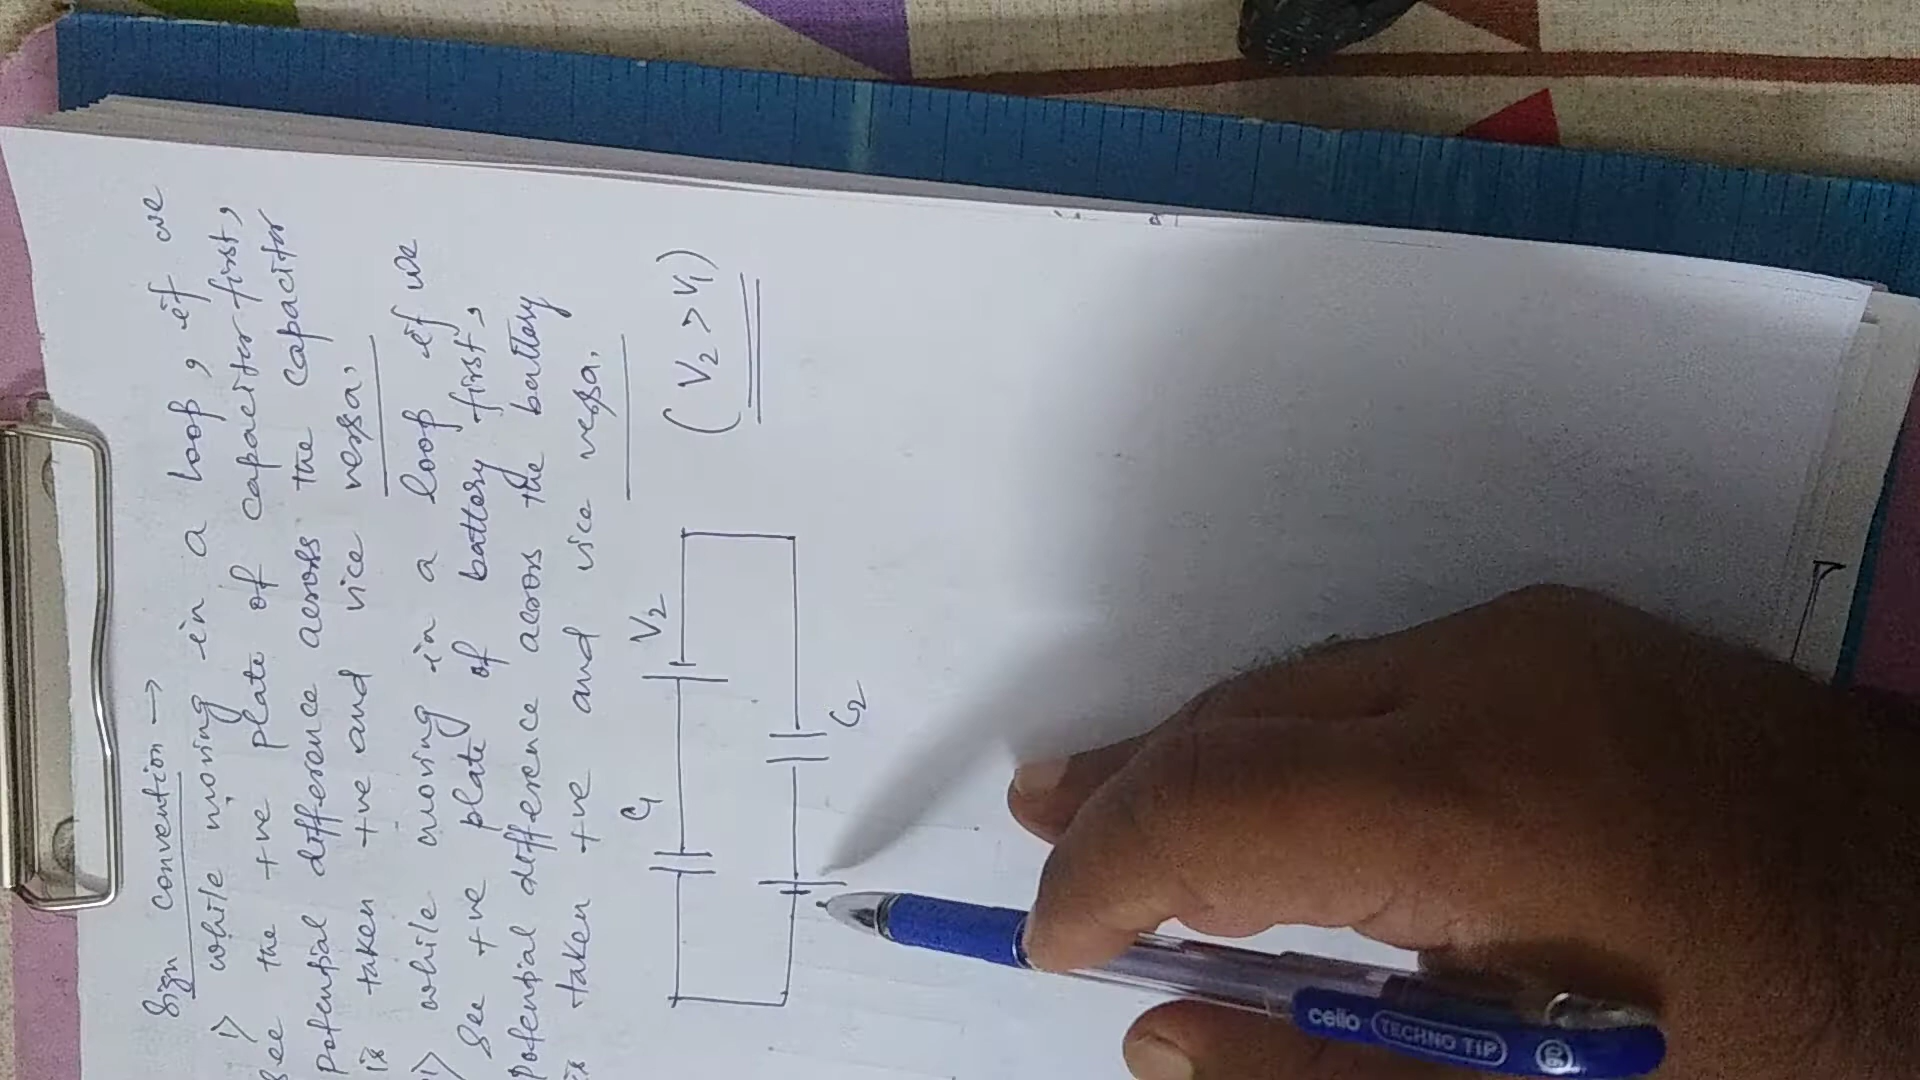 Sign convention →
i) while moving in a loop, if we
see the +ve plate of capacitor first,
potential difference across the capacitor
is taken +ve and vice versa.
ii) while moving in a loop if we
see +ve plate of battery first,
potential difference across the battery
is taken +ve and vice versa.
C1 V2 (V2 > V1)
C2
cello TECHNO TIP